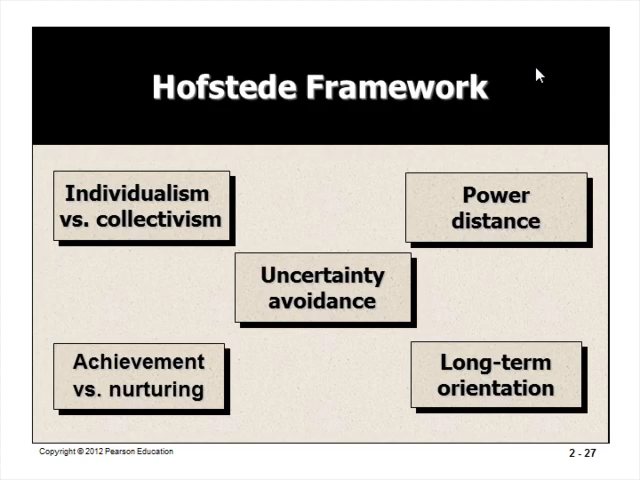 Hofstede Framework
Individualism
vs. collectivism
Power
distance
Uncertainty
avoidance
Achievement
vs. nurturing
Long-term
orientation
Copyright © 2012 Pearson Education
2 - 27